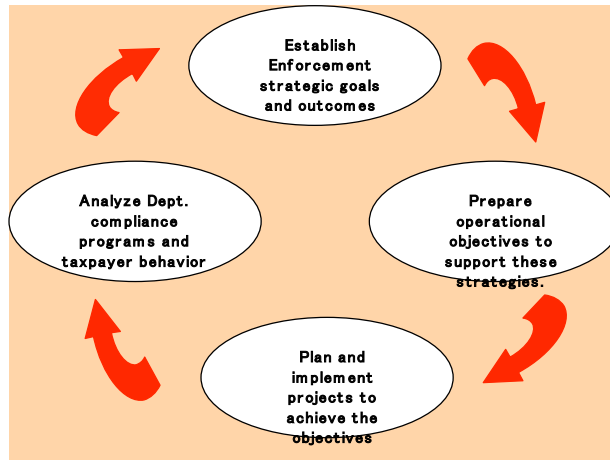 Establish
Enforcement
strategic goals
and outcomes
Prepare
operational
objectives to
support these
strategies.
Plan and
implement
projects to
achieve the
objectives
Analyze Dept.
compliance
programs and
taxpayer behavior